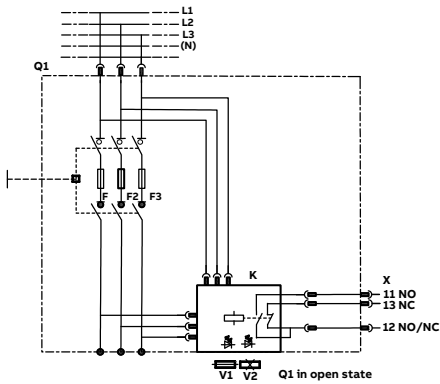 L1
L2
L3
(N)
Q1
F F2 F3
K
X
11 NO
13 NC
12 NO/NC
V1 V2 Q1 in open state